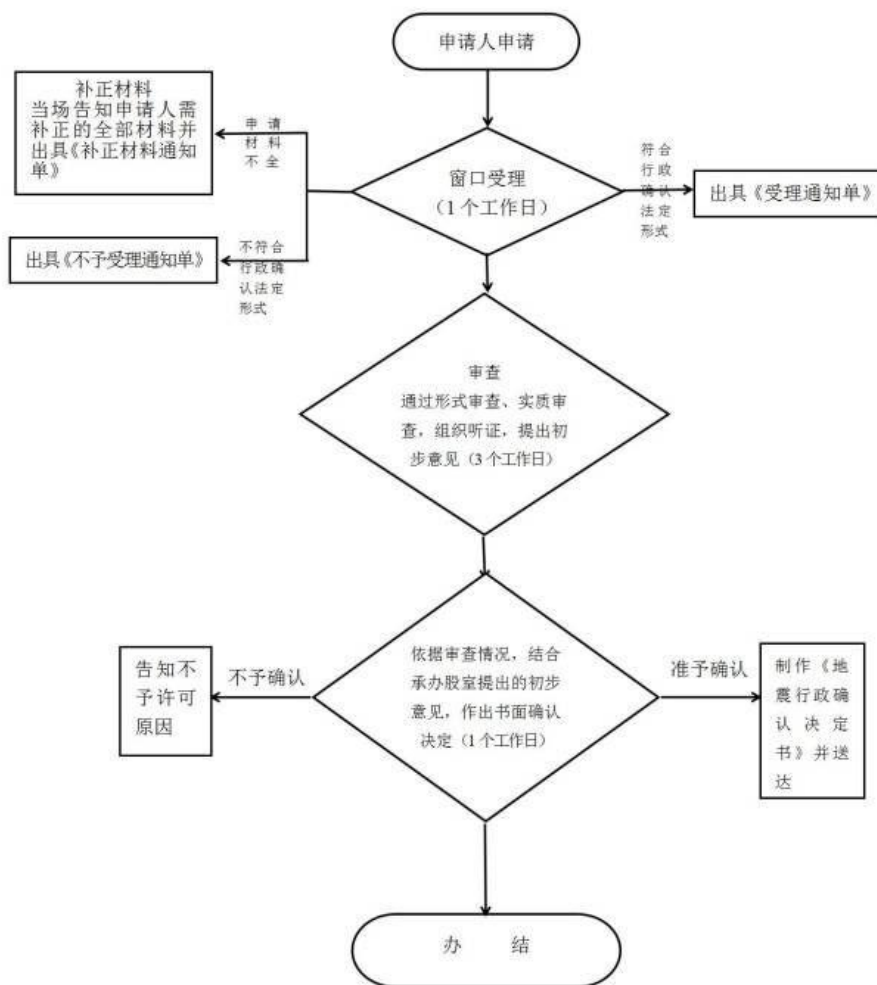 申请人申请
补正材料
当场告知申请人需
补正的全部材料并
出具《补正材料通知
单》
申请
材料
不全
窗口受理
（1个工作日）
符合
行政
确认
法定
形式
出具《受理通知单》
出具《不予受理通知单》
不符合
行政确
认法定
形式
审查
通过形式审查、实质审
查，组织听证，提出初
步意见（3个工作日）
告知不
予许可
原因
不予确认
依据审查情况，结合
承办股室提出的初步
意见，作出书面确认
决定（1个工作日）
准予确认
制作《地
震行政确
认决定
书》并送
达
办 结